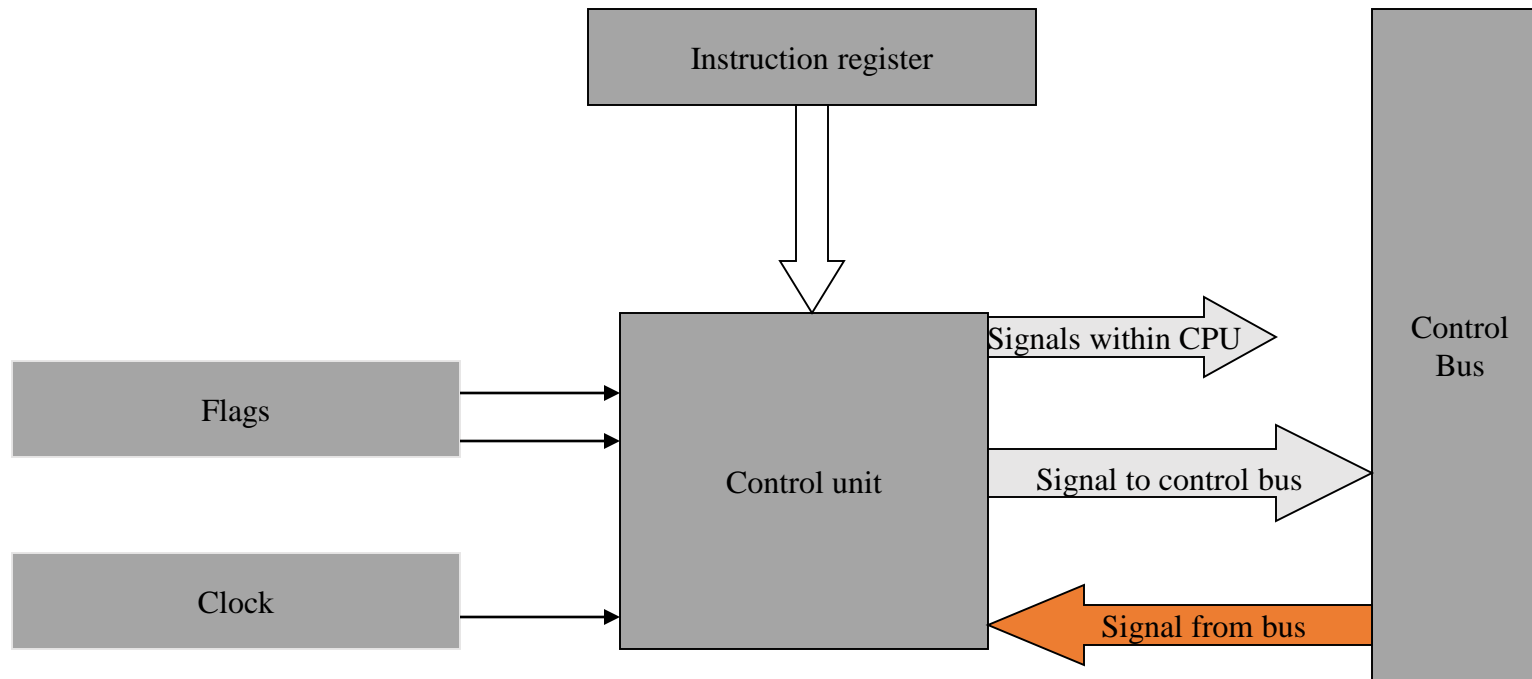 Instruction register
Signals within CPU
Control
Bus
Flags
Control unit
Signal to control bus
Clock
Signal from bus